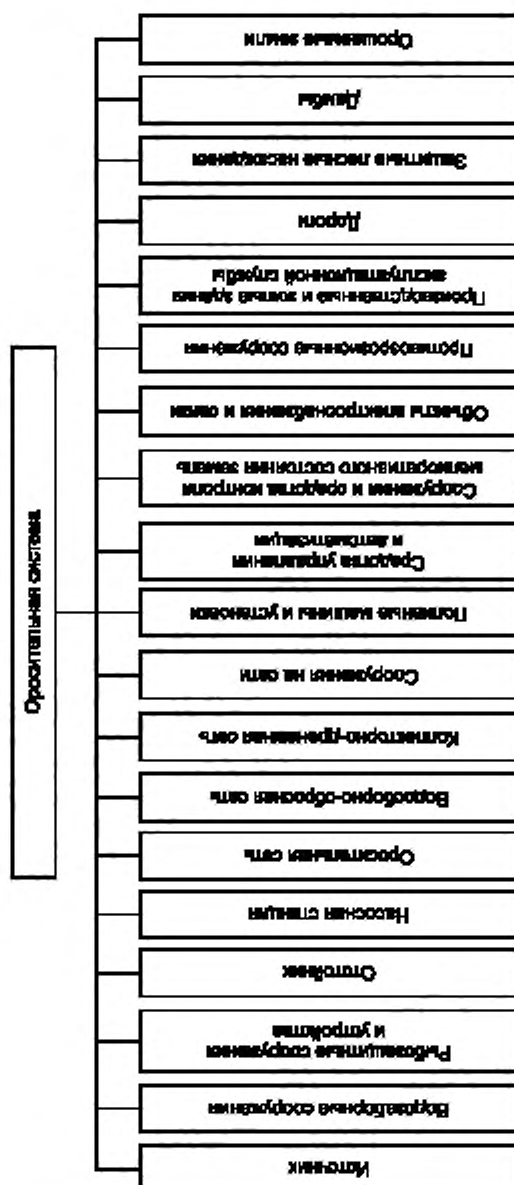 Оросительная система
Источник
Водозаборные сооружения
Рыбозащитные сооружения
и устройства
Отстойник
Насосная станция
Оросительная сеть
Водосборно-сбросная сеть
Коллекторно-дренажная сеть
Сооружения на сети
Поливные машины и установки
Средства управления
и автоматизации
Сооружения и средства контроля
мелиоративного состояния земель
Объекты электроснабжения и связи
Противоэрозионные сооружения
Производственные и жилые здания
эксплуатационной службы
Дороги
Защитные лесные насаждения
Дамбы
Орошаемые земли